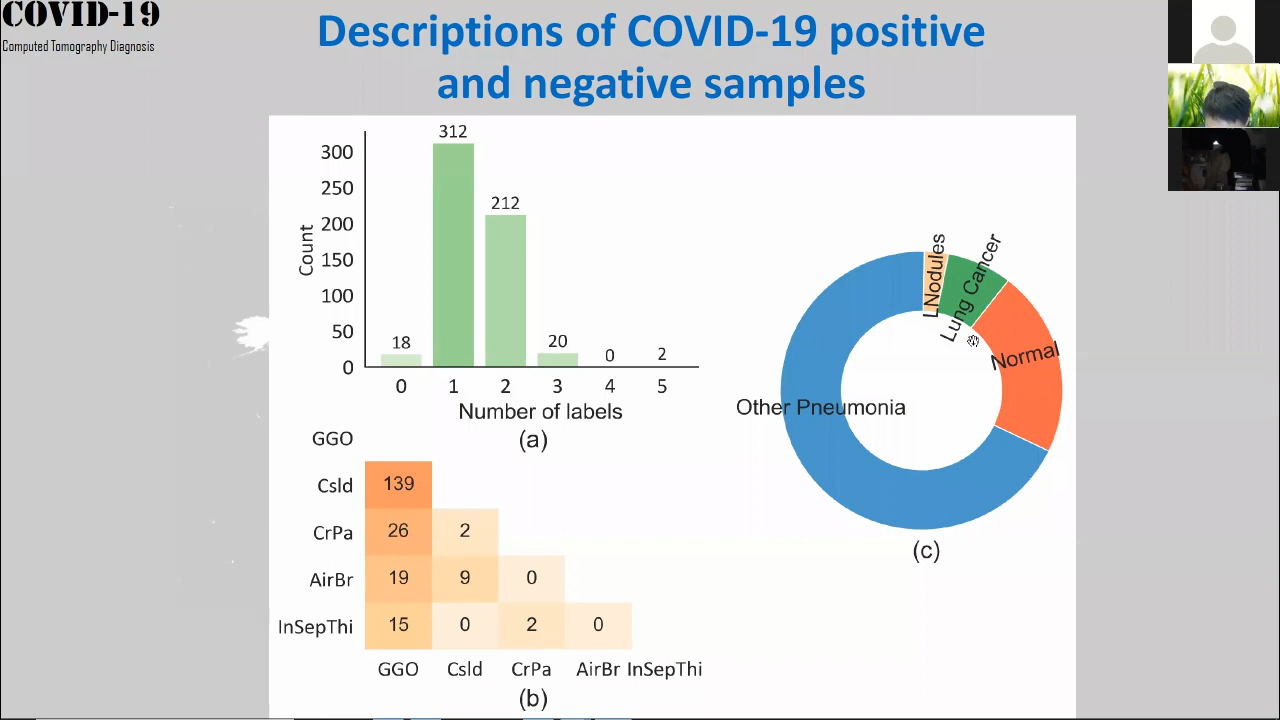 COVID-19
Computed Tomography Diagnosis
Descriptions of COVID-19 positive
and negative samples
312
300
250
212
200
Count
150
100
50
18
20
0
2
0
0 1 2 3 4 5
Number of labels
(a)
GGO
Csld 139
CrPa 26 2
AirBr 19 9 0
InSepThi 15 0 2 0
GGO Csld CrPa AirBr InSepThi
(b)
LNodules
Lung Cancer
Normal
Other Pneumonia
(c)